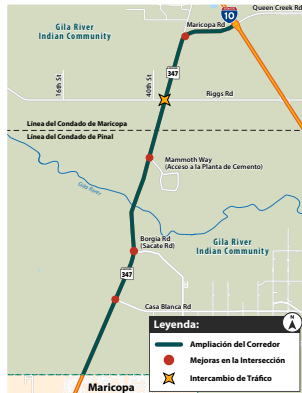 Queen Creek Rd
10
Gila River
Indian Community
Maricopa Rd
347
16th St
40th St
Riggs Rd
Línea del Condado de Maricopa
Línea del Condado de Pinal
Mammoth Way
(Acceso a la Planta de Cemento)
Gila River
Borgia Rd
(Sacate Rd)
Gila River
Indian Community
347
Casa Blanca Rd
Leyenda:
N
Ampliación del Corredor
Mejoras en la Intersección
Intercambio de Tráfico
Maricopa